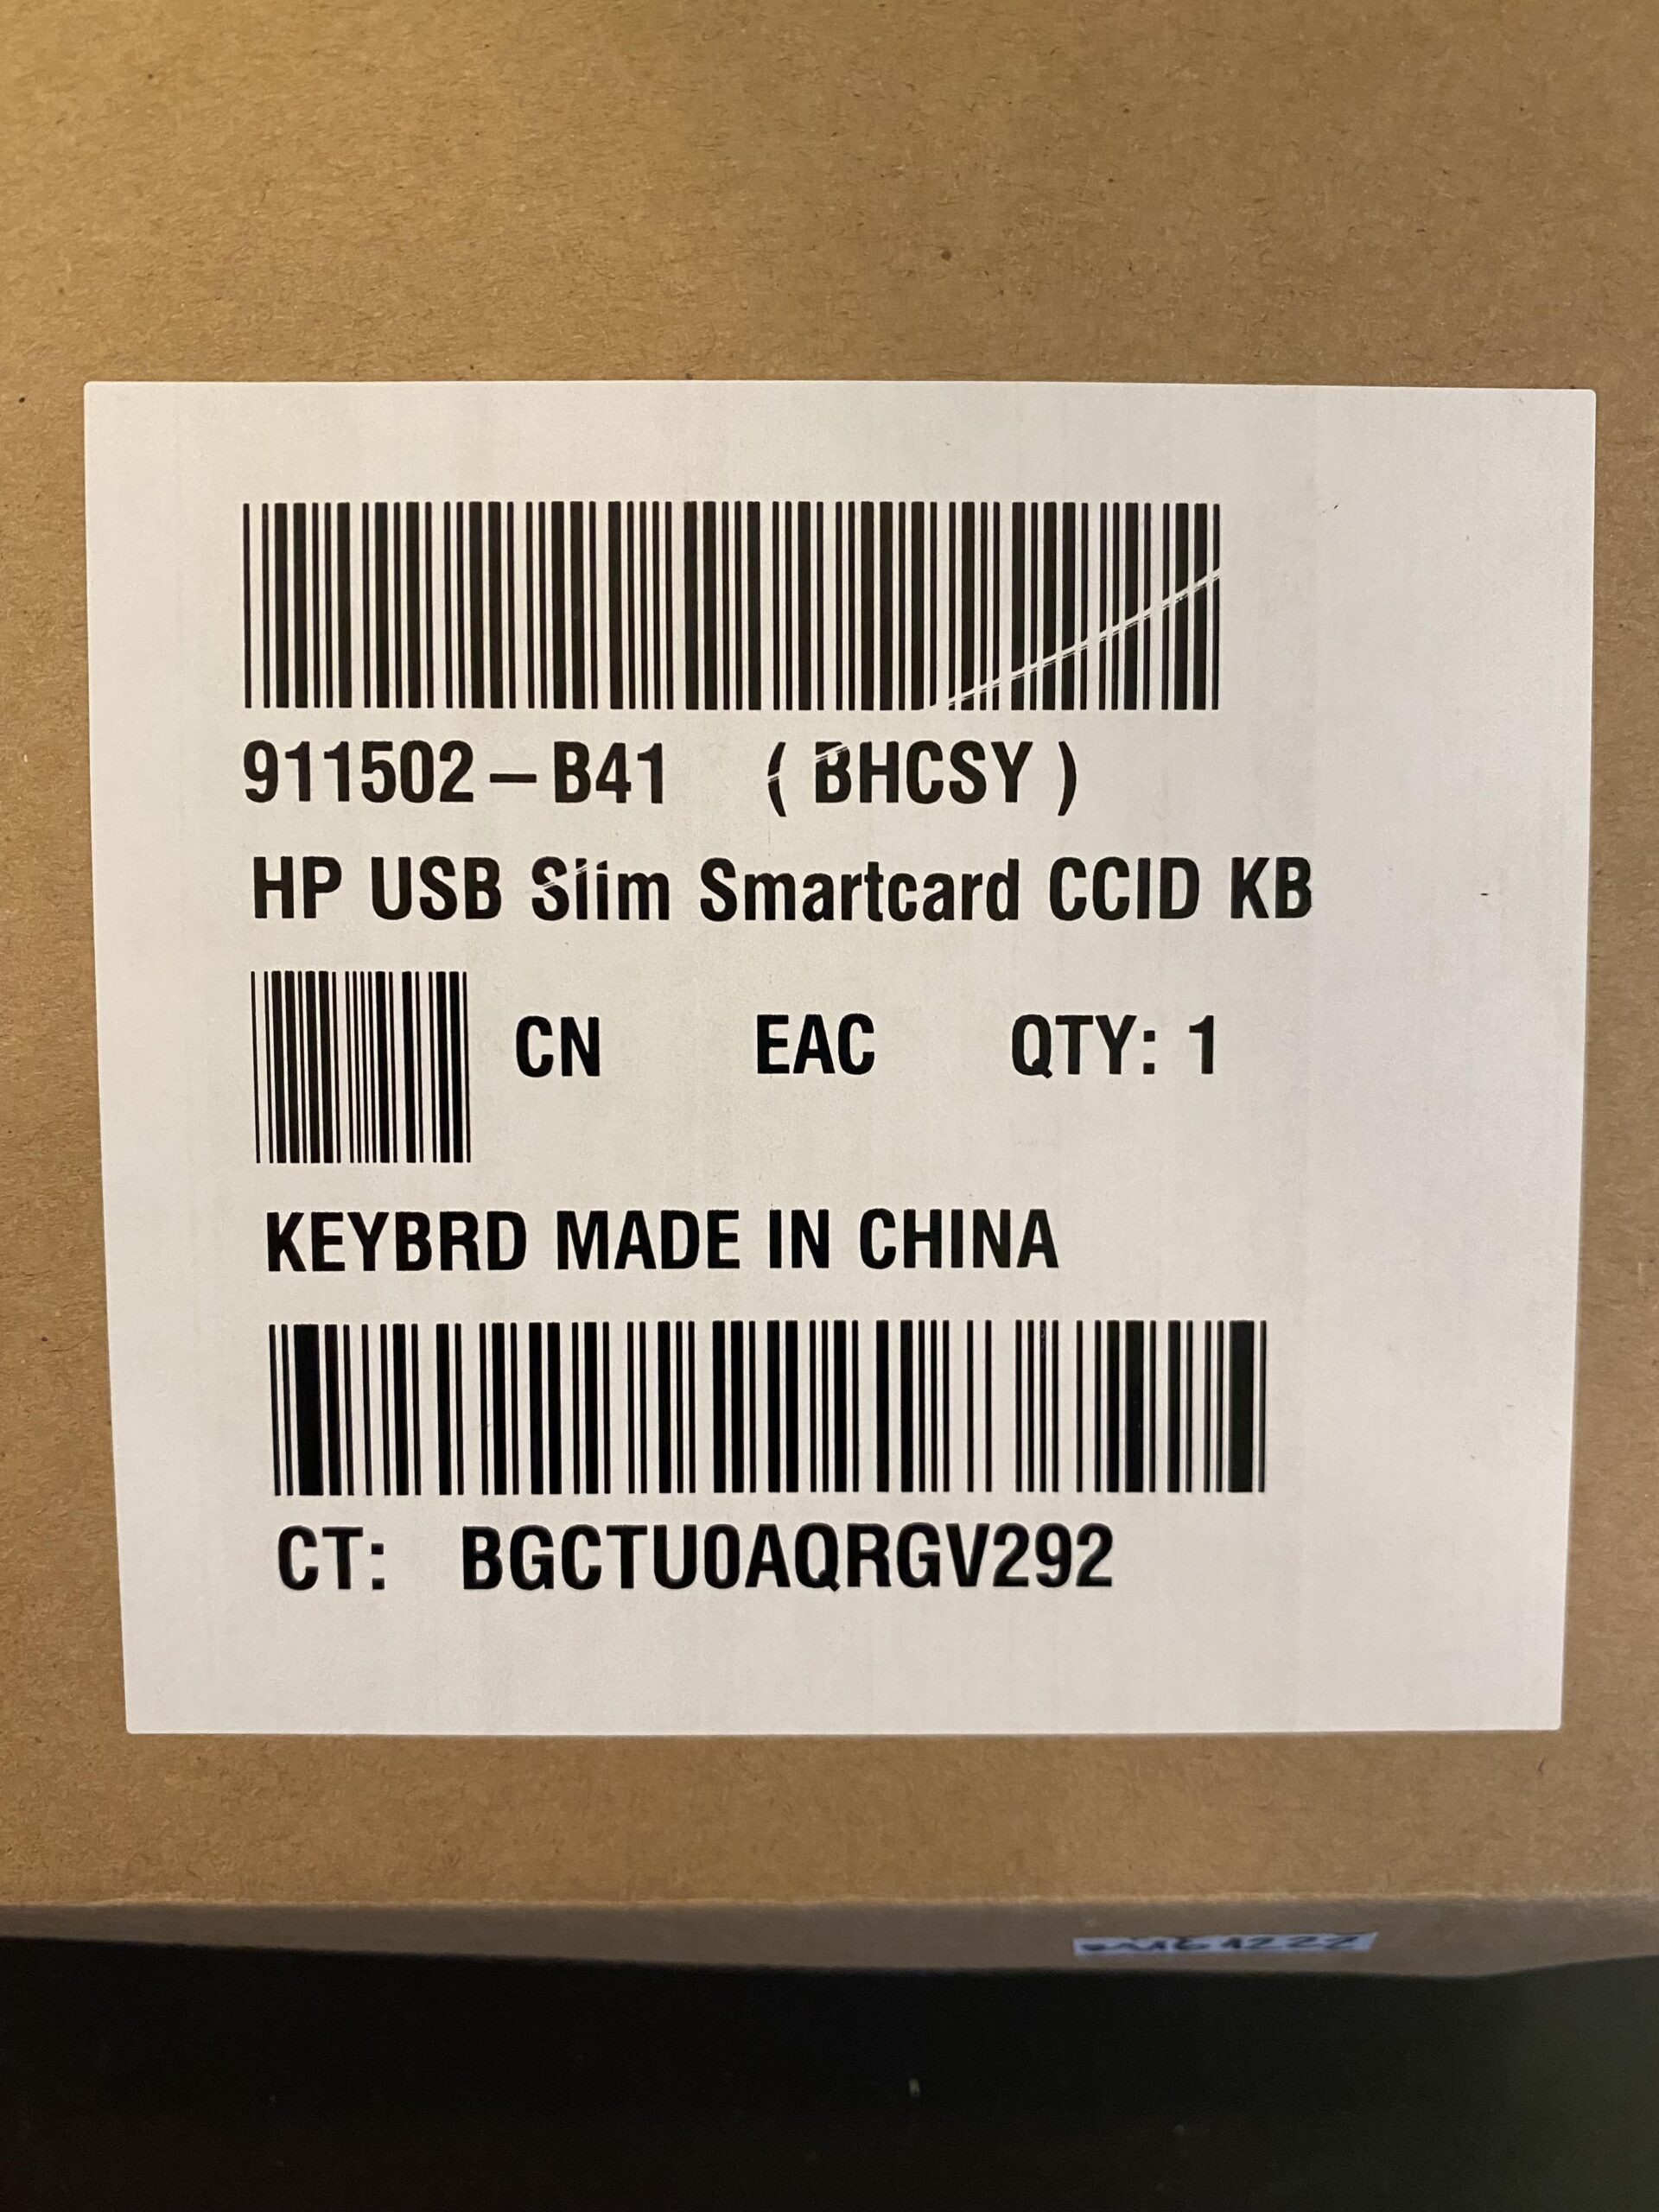 911502-B41 ( BHCSY )
HP USB Slim Smartcard CCID KB
CN EAC QTY: 1
KEYBRD MADE IN CHINA
CT: BGCTU0AQRGV292